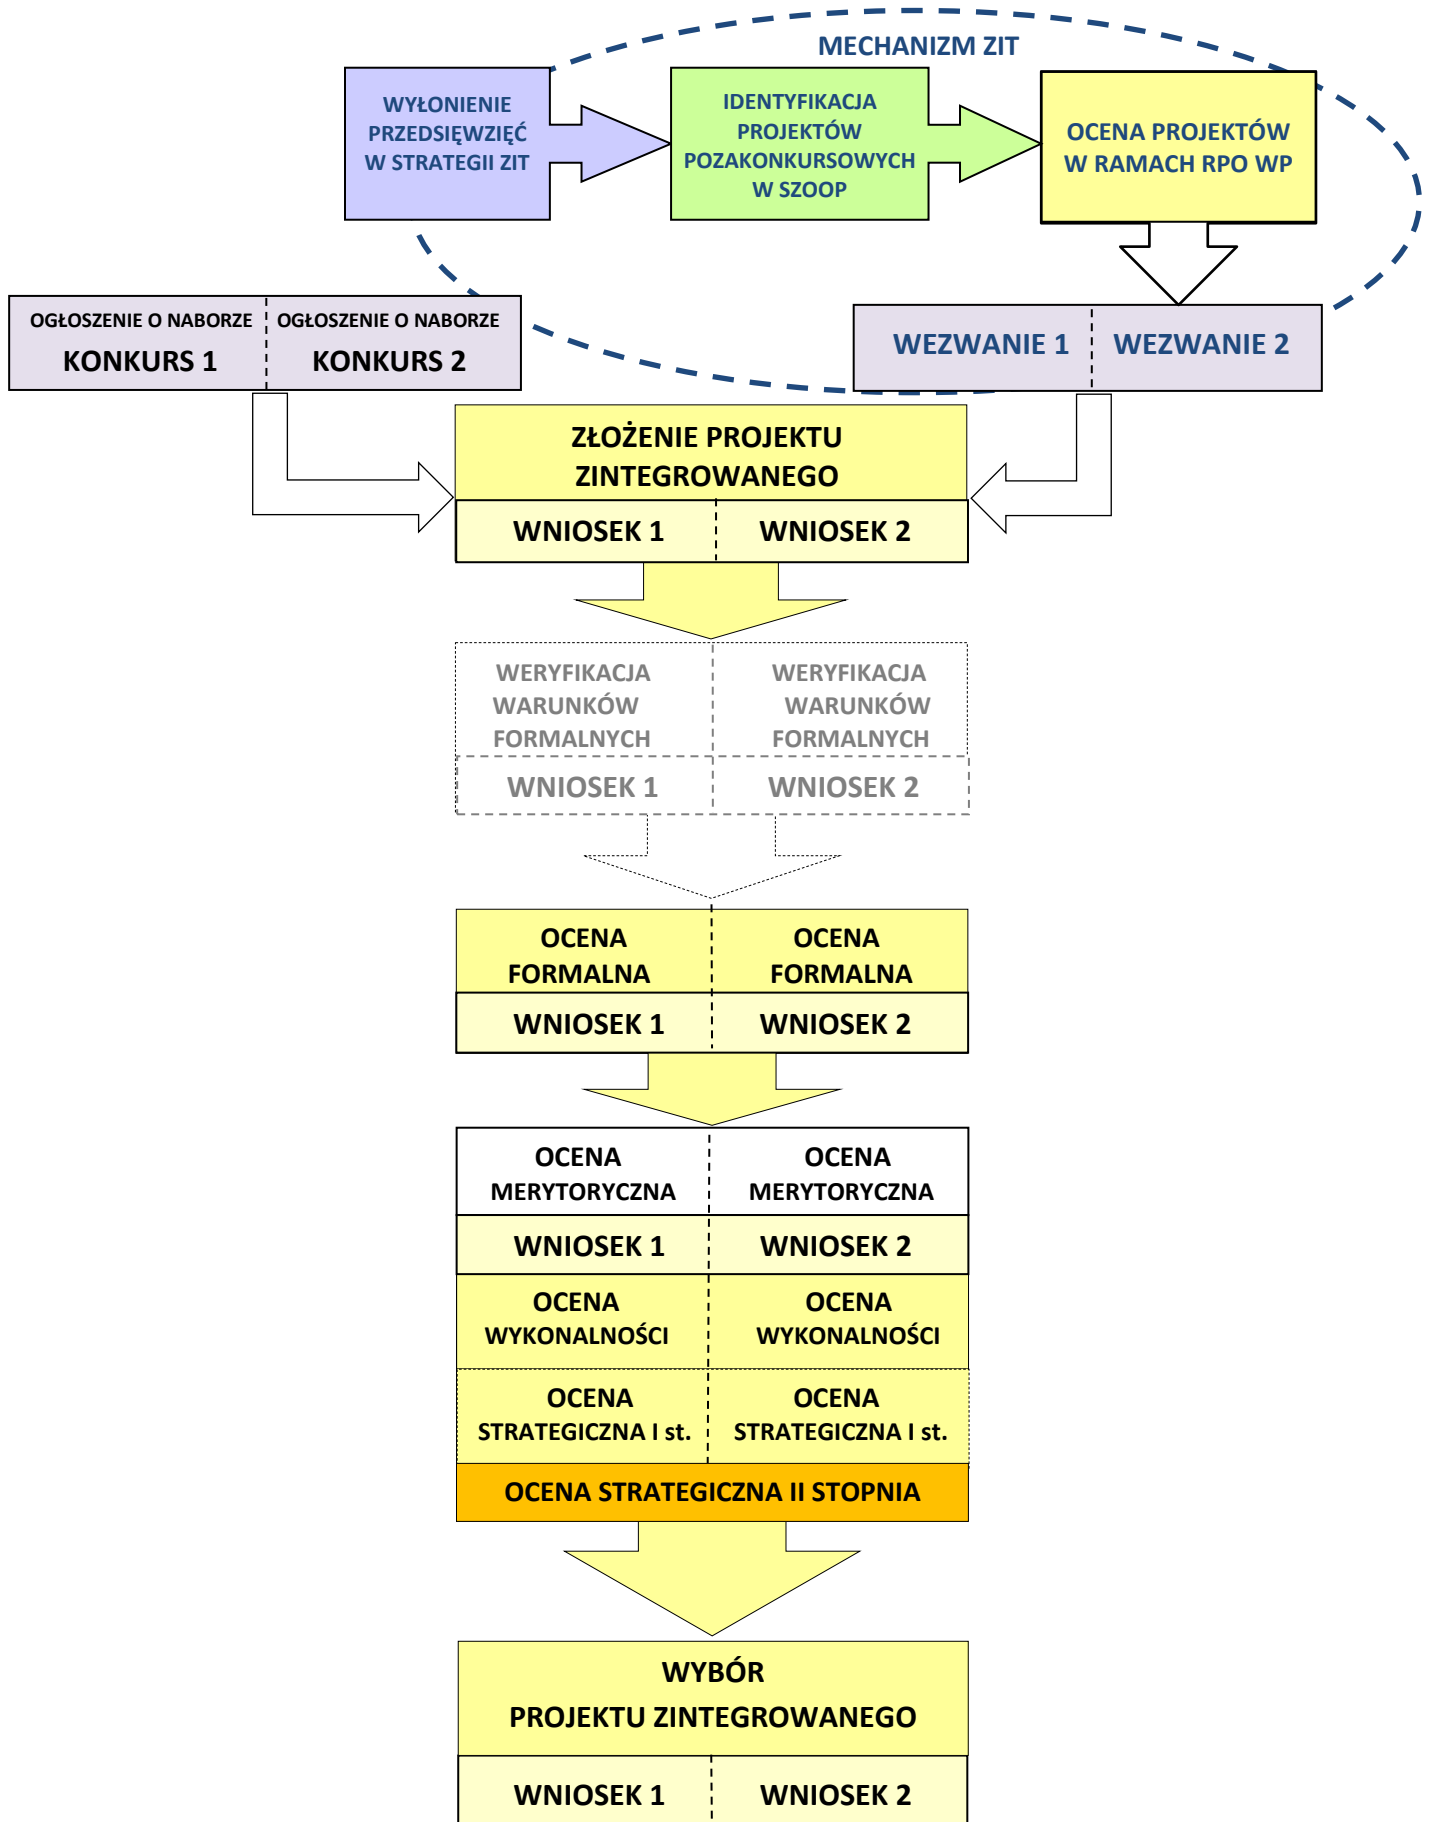 MECHANIZM ZIT
WYŁONIENIE
PRZEDSIĘWZIĘĆ
W STRATEGII ZIT
IDENTYFIKACJA
PROJEKTÓW
POZAKONKURSOWYCH
W SZOOP
OCENA PROJEKTÓW
W RAMACH RPO WP
OGŁOSZENIE O NABORZE
KONKURS 1
OGŁOSZENIE O NABORZE
KONKURS 2
WEZWANIE 1
WEZWANIE 2
ZŁOŻENIE PROJEKTU
ZINTEGROWANEGO
WNIOSEK 1
WNIOSEK 2
WERYFIKACJA
WARUNKÓW
FORMALNYCH
WNIOSEK 1
WERYFIKACJA
WARUNKÓW
FORMALNYCH
WNIOSEK 2
OCENA
FORMALNA
WNIOSEK 1
OCENA
FORMALNA
WNIOSEK 2
OCENA
MERYTORYCZNA
OCENA
MERYTORYCZNA
WNIOSEK 1
WNIOSEK 2
OCENA
WYKONALNOŚCI
OCENA
WYKONALNOŚCI
OCENA
STRATEGICZNA I st.
OCENA
STRATEGICZNA I st.
OCENA STRATEGICZNA II STOPNIA
WYBÓR
PROJEKTU ZINTEGROWANEGO
WNIOSEK 1
WNIOSEK 2